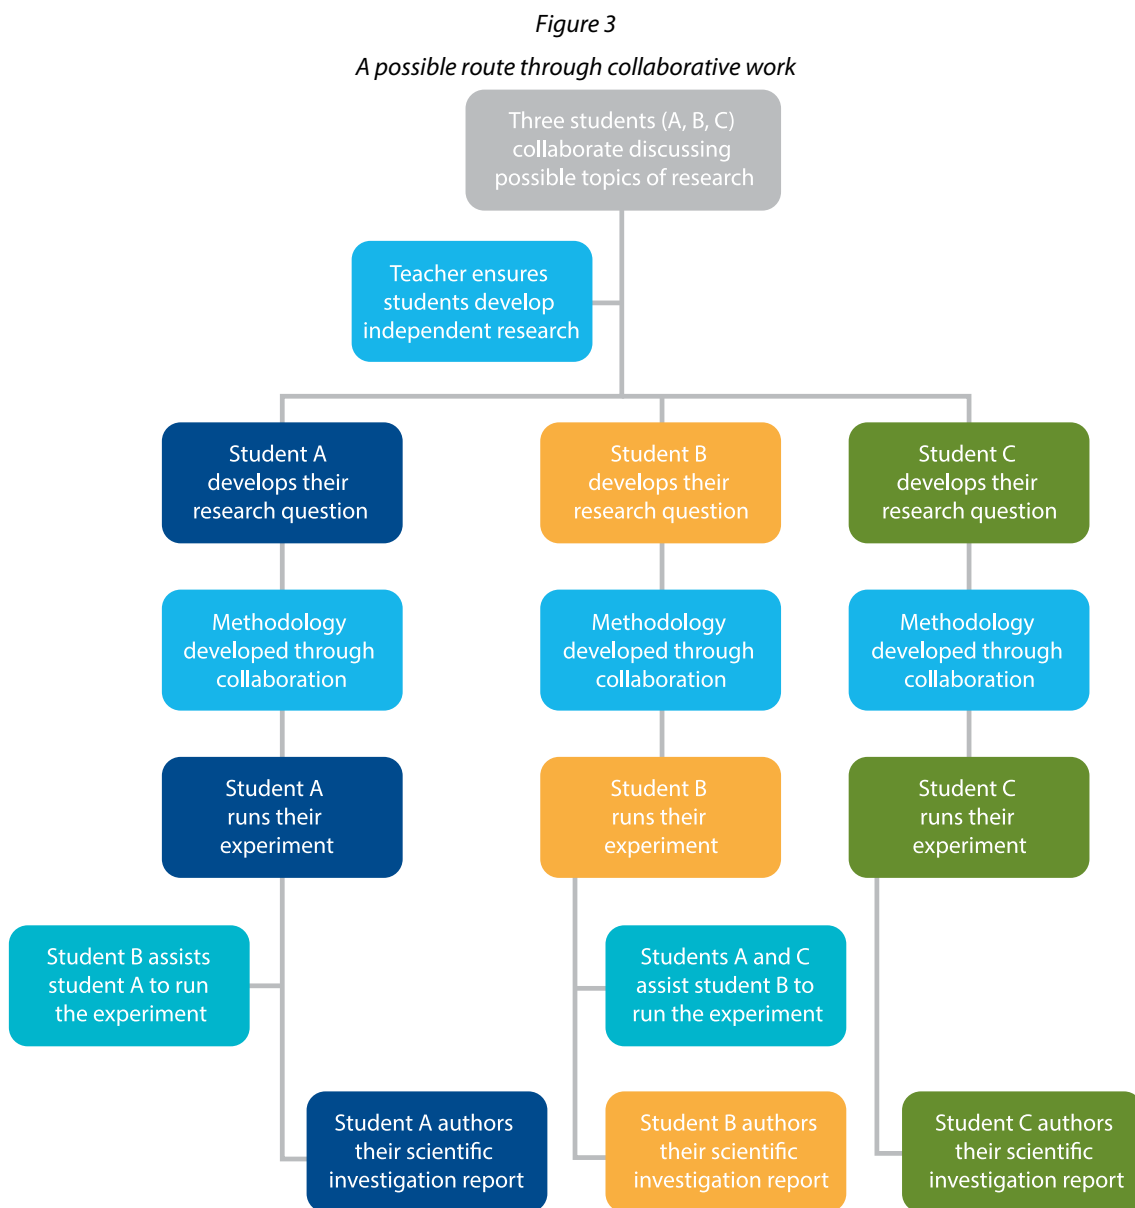 Figure 3
A possible route through collaborative work
Three students (A, B, C)
collaborate discussing
possible topics of research
Teacher ensures
students develop
independent research
Student A
develops their
research question
Student B
develops their
research question
Student C
develops their
research question
Methodology
developed through
collaboration
Methodology
developed through
collaboration
Methodology
developed through
collaboration
Student A
runs their
experiment
Student B
runs their
experiment
Student C
runs their
experiment
Student B assists
student A to run
the experiment
Students A and C
assist student B to
run the experiment
Student A authors
their scientific
investigation report
Student B authors
their scientific
investigation report
Student C authors
their scientific
investigation report